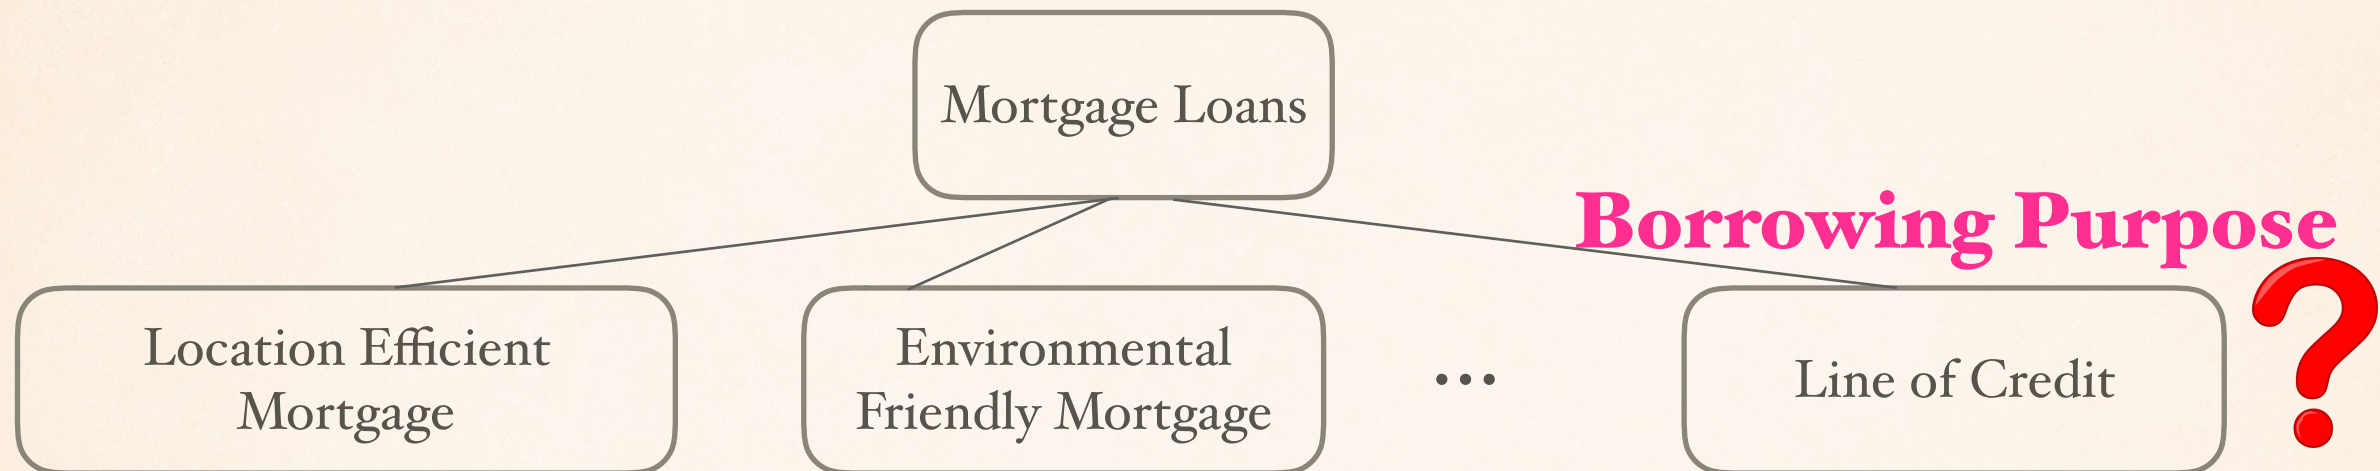 Mortgage Loans
Borrowing Purpose
Location Efficient
Mortgage
Environmental
Friendly Mortgage
...
Line of Credit
❓